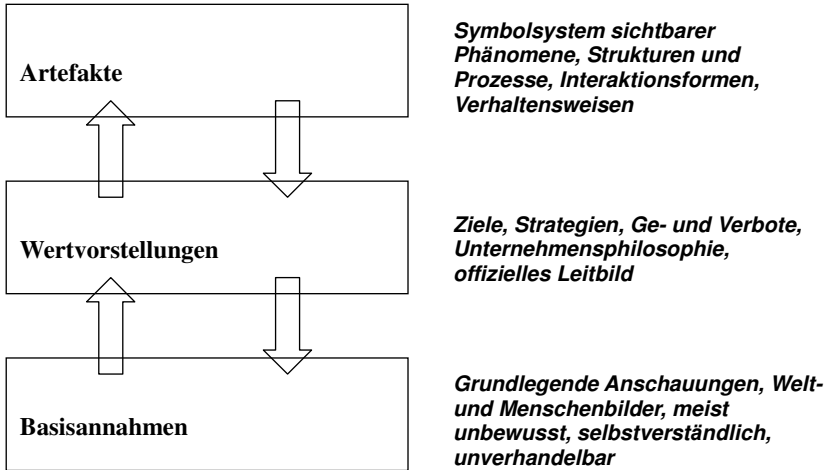 Artefakte
Symbolsystem sichtbarer
Phänomene, Strukturen und
Prozesse, Interaktionsformen,
Verhaltensweisen
Wertvorstellungen
Ziele, Strategien, Ge- und Verbote,
Unternehmensphilosophie,
offizielles Leitbild
Basisannahmen
Grundlegende Anschauungen, Welt-
und Menschenbilder, meist
unbewusst, selbstverständlich,
unverhandelbar